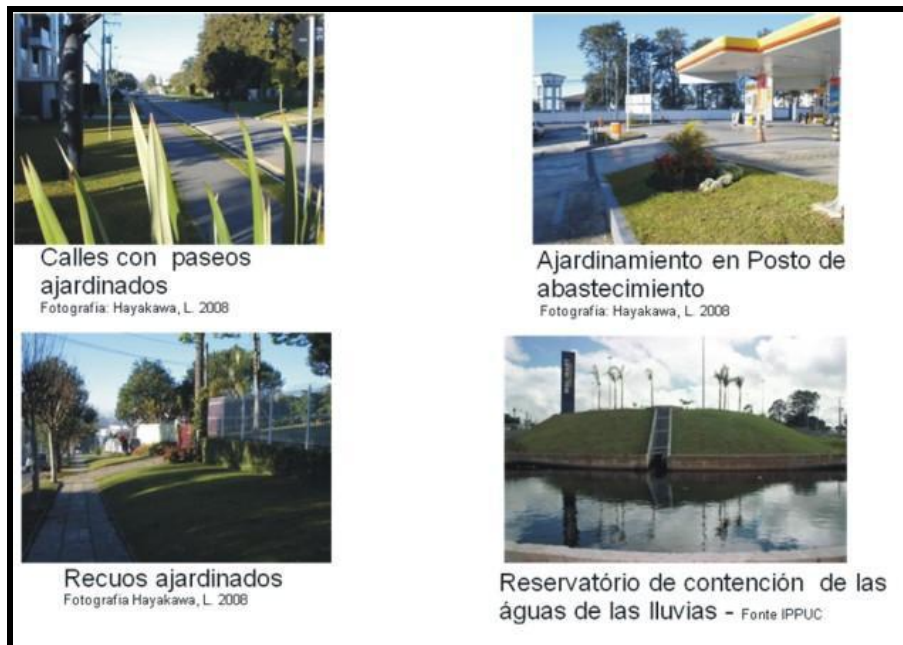 Calles con paseos
ajardinados
Fotografia: Hayakawa, L. 2008
Ajardinamiento en Posto de
abastecimiento
Fotografia: Hayakawa, L. 2008
Recuos ajardinados
Fotografia Hayakawa, L. 2008
Reservatório de contención de las
águas de las lluvias - Fonte IPPUC